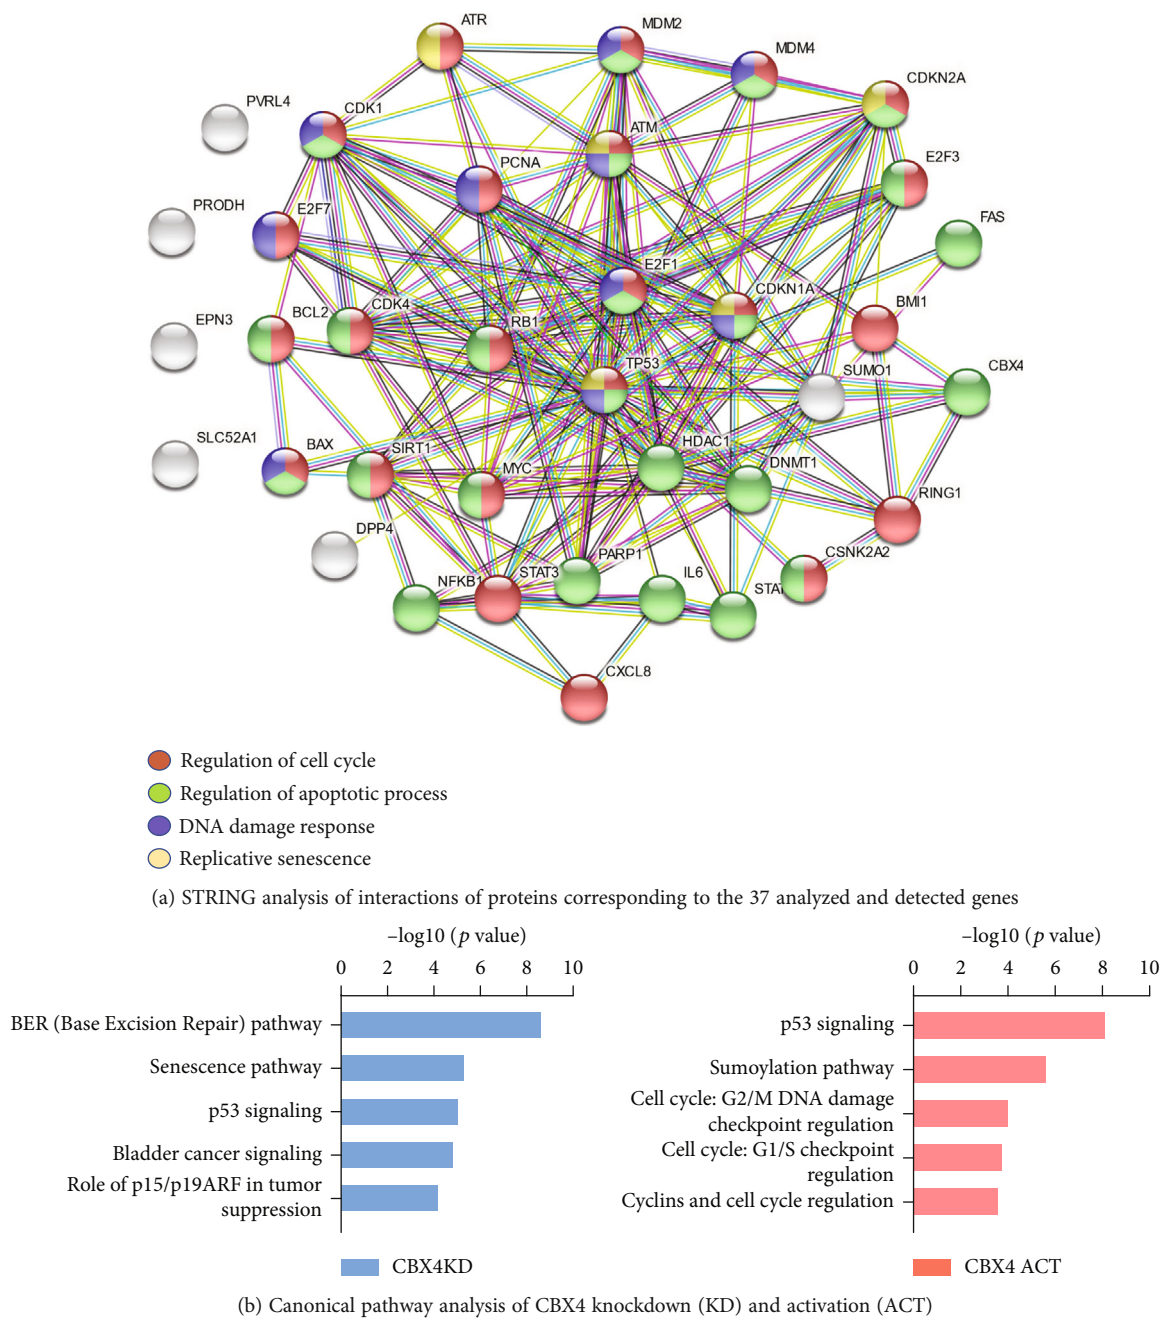 ATR
MDM2
MDM4
CDKN2A
PVRL4
CDK1
ATM
PCNA
E2F3
PRODH
E2F7
FAS
E2F1
CDKN1A
BMI1
EPN3
BCL2
CDK4
RB1
TP53
SUMO1
CBX4
SLC52A1
BAX
SIRT1
MYC
HDAC1
DNMT1
RING1
DPP4
NFKB1
STAT3
PARP1
IL6
CSNK2A2
CXCL8
Regulation of cell cycle
Regulation of apoptotic process
DNA damage response
Replicative senescence
(a) STRING analysis of interactions of proteins corresponding to the 37 analyzed and detected genes
–log10 (p value)
0 2 4 6 8 10
BER (Base Excision Repair) pathway
Senescence pathway
p53 signaling
Bladder cancer signaling
Role of p15/p19ARF in tumor
suppression
CBX4KD
–log10 (p value)
0 2 4 6 8 10
p53 signaling
Sumoylation pathway
Cell cycle: G2/M DNA damage
checkpoint regulation
Cell cycle: G1/S checkpoint
regulation
Cyclins and cell cycle regulation
CBX4 ACT
(b) Canonical pathway analysis of CBX4 knockdown (KD) and activation (ACT)